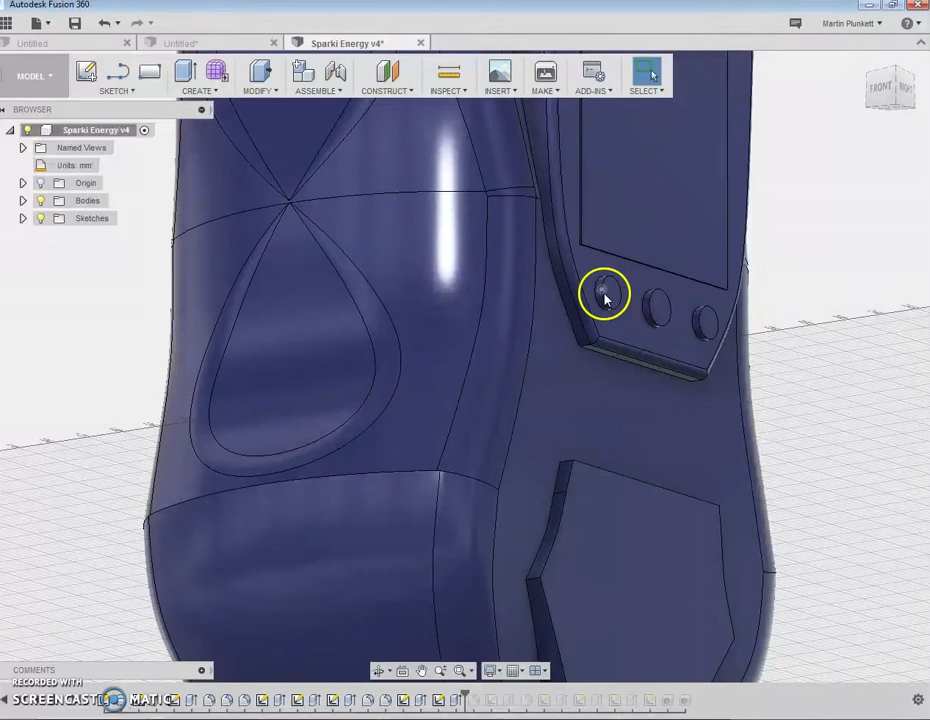 Autodesk Fusion 360
Martin Plunkett
Untitled
Untitled*
Sparki Energy v4*
MODEL
SKETCH
CREATE
MODIFY
ASSEMBLE
CONSTRUCT
INSPECT
INSERT
MAKE
ADD-INS
SELECT
BROWSER
Sparki Energy v4
Named Views
Units: mm
Origin
Bodies
Sketches
FRONT
RIGHT
COMMENTS
RECORDED WITH
SCREENCAST MATIC